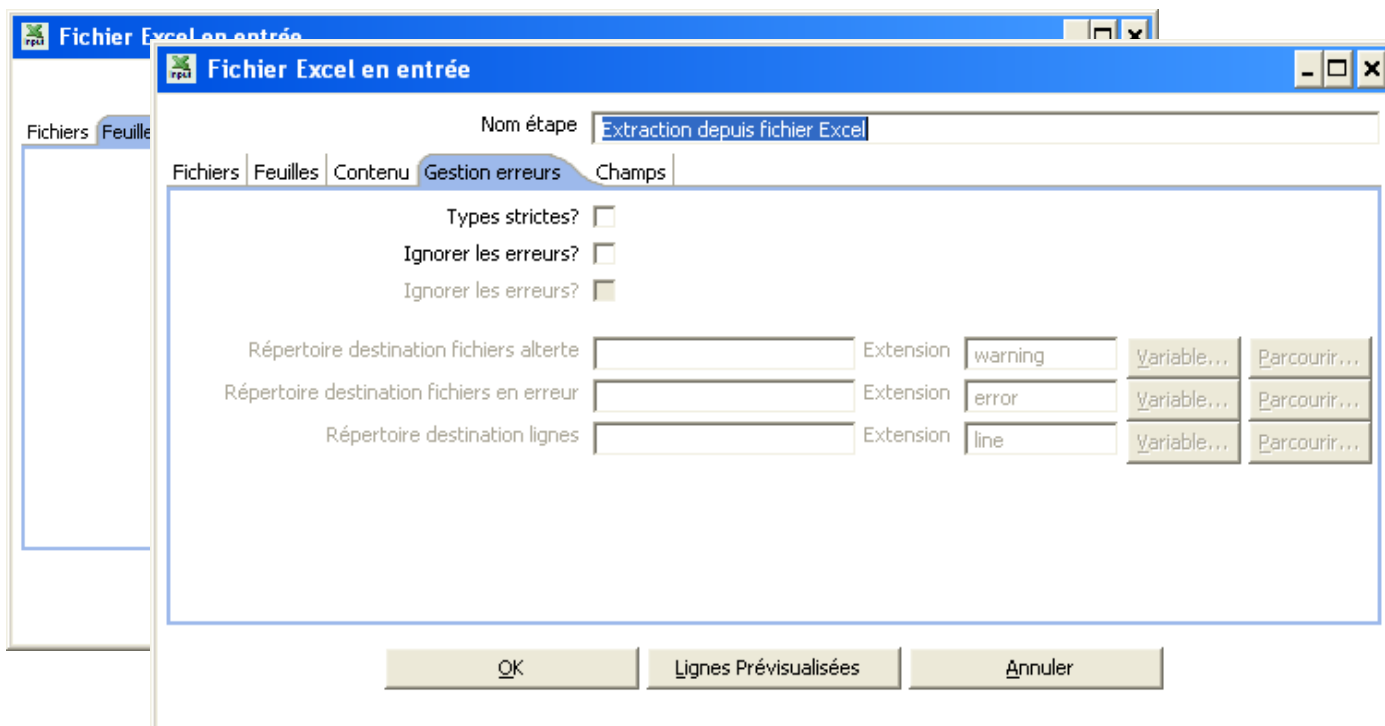 Fichier Excel en entrée
Fichiers Feuille
Fichier Excel en entrée
Nom étape Extraction depuis fichier Excel
Fichiers Feuilles Contenu Gestion erreurs Champs
Types strictes?
Ignorer les erreurs?
Ignorer les erreurs?
Répertoire destination fichiers alterte Extension warning Variable... Parcourir...
Répertoire destination fichiers en erreur Extension error Variable... Parcourir...
Répertoire destination lignes Extension line Variable... Parcourir...
OK Lignes Prévisualisées Annuler